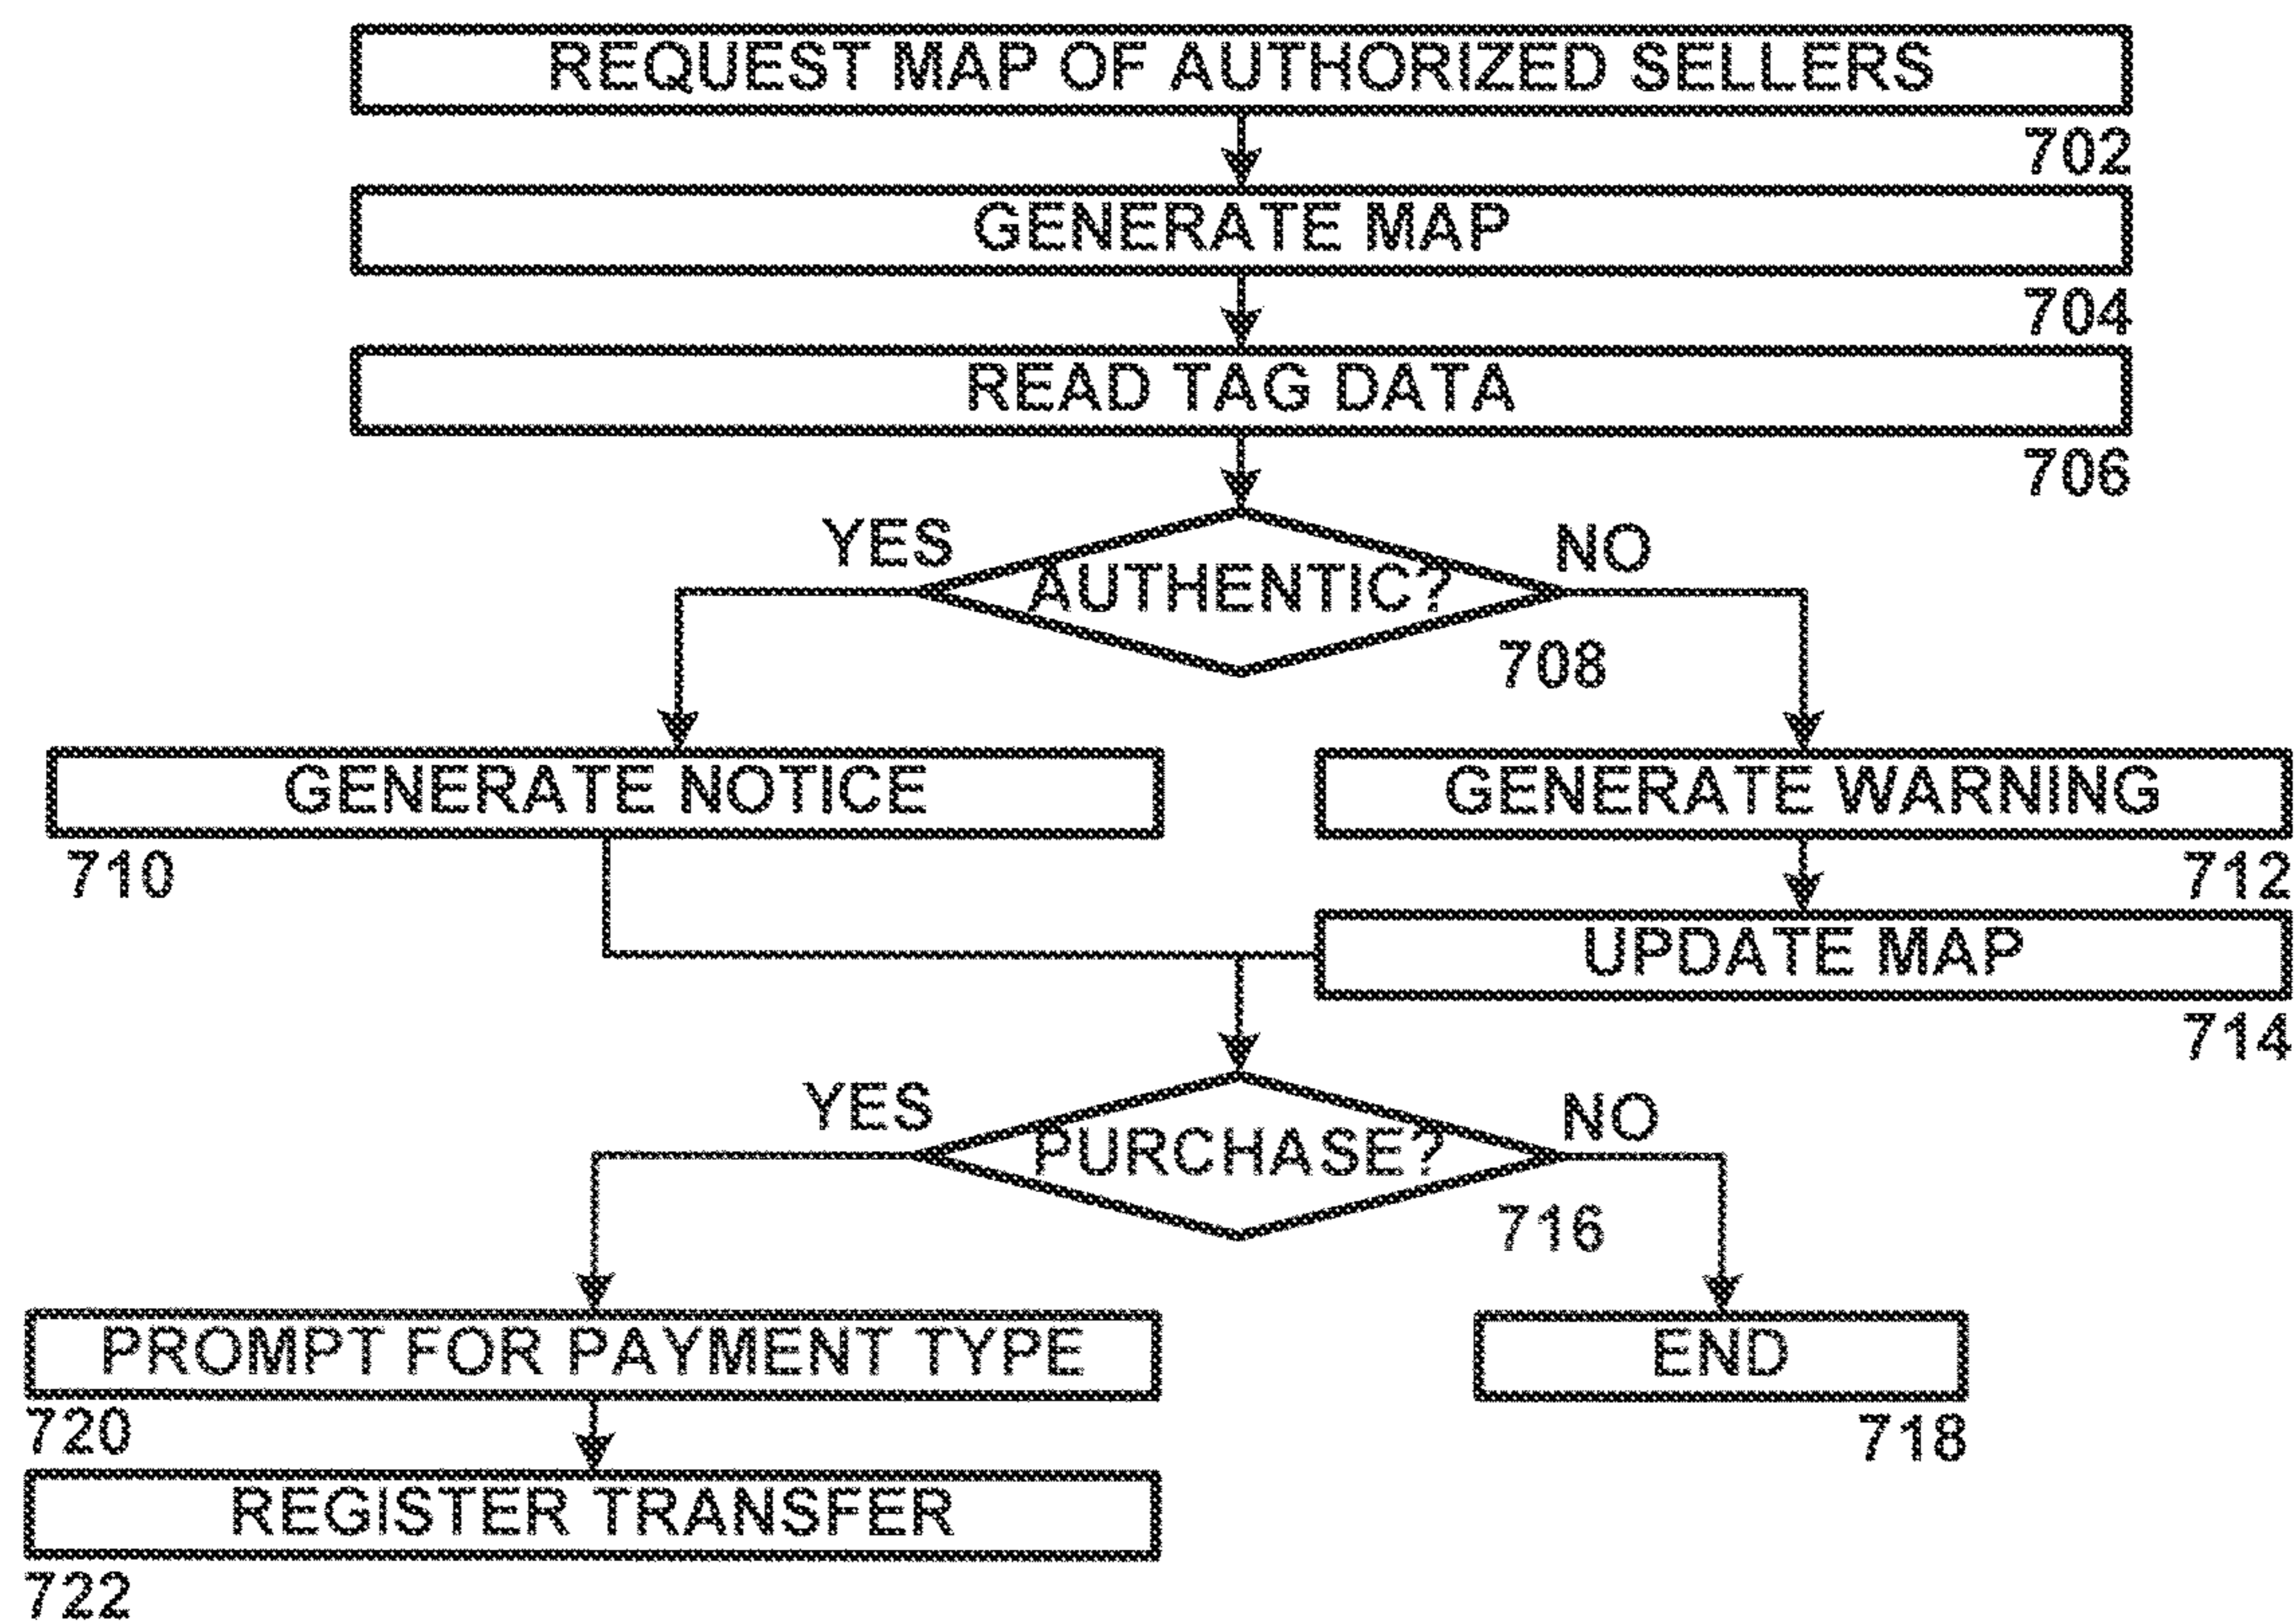 REQUEST MAP OF AUTHORIZED SELLERS
702
GENERATE MAP
704
READ TAG DATA
706
YES
NO
AUTHENTIC?
708
GENERATE NOTICE
GENERATE WARNING
710
712
UPDATE MAP
714
YES
NO
PURCHASE?
716
PROMPT FOR PAYMENT TYPE
END
720
718
REGISTER TRANSFER
722